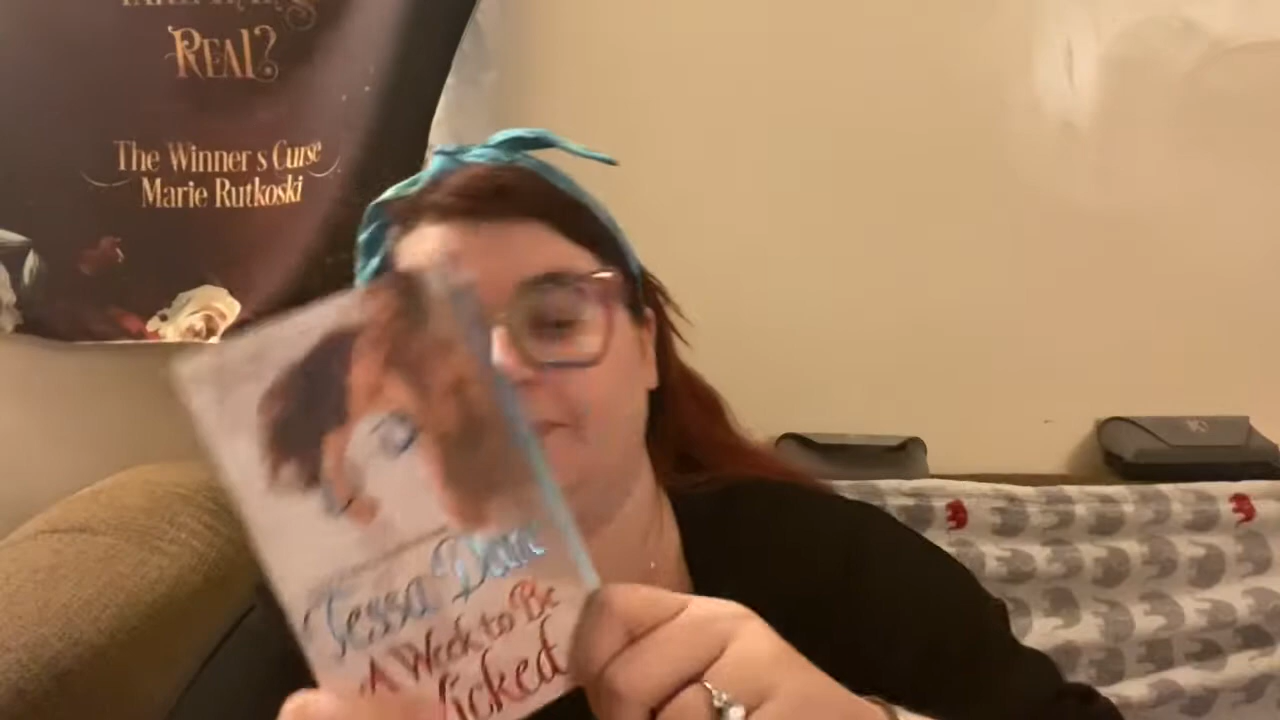 REAL?
The Winner's Curse
Marie Rutkoski
Tessa Dare
A Week to Be
Wicked